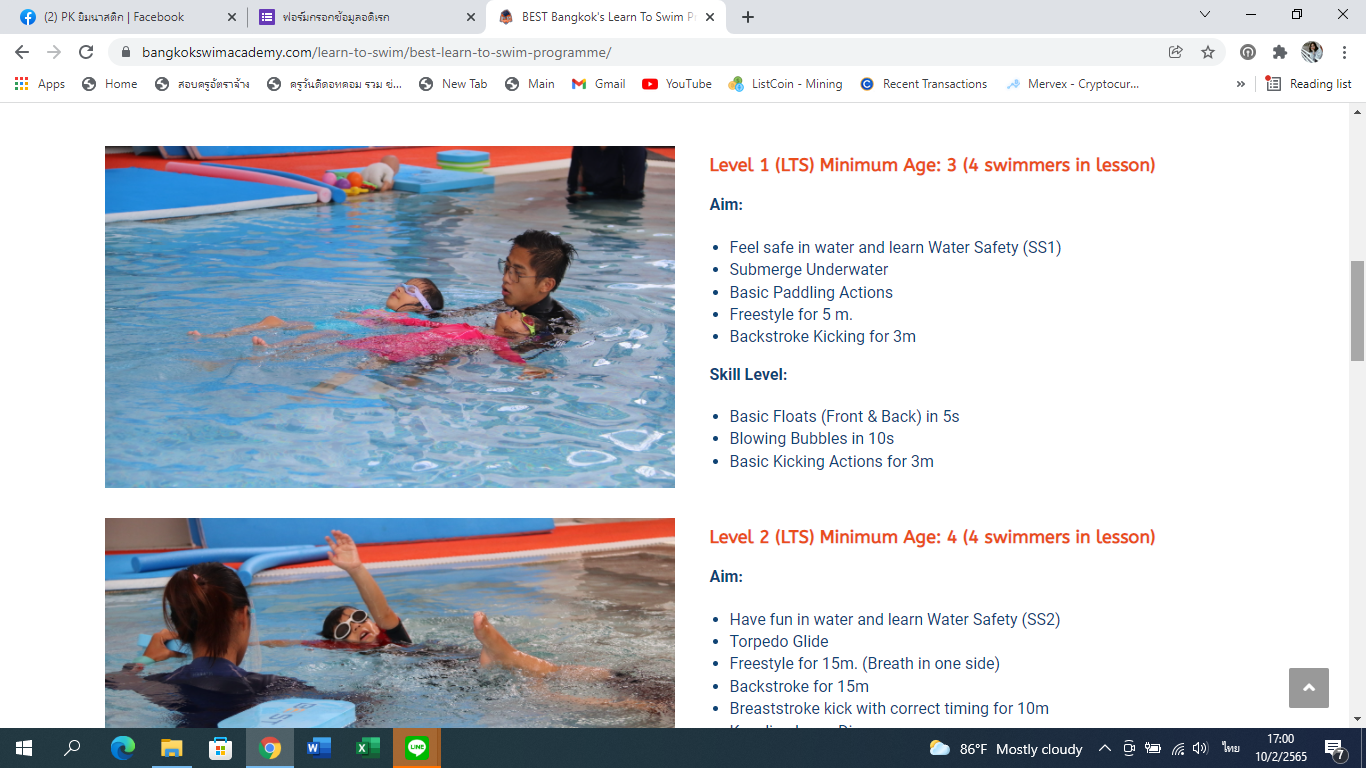 (2) PK ยิมนาสติก | Facebook
ฟอร์มกรอกข้อมูลอดิเรก
BEST Bangkok's Learn To Swim P
bangkokswimacademy.com/learn-to-swim/best-learn-to-swim-programme/
Apps
Home
สอบครูอัตราจ้าง
ครูวันดีดอทคอม รวม ข่...
New Tab
Main
Gmail
YouTube
ListCoin - Mining
Recent Transactions
Mervex - Cryptocur...
Reading list
Level 1 (LTS) Minimum Age: 3 (4 swimmers in lesson)
Aim:
Feel safe in water and learn Water Safety (SS1)
Submerge Underwater
Basic Paddling Actions
Freestyle for 5 m.
Backstroke Kicking for 3m
Skill Level:
Basic Floats (Front & Back) in 5s
Blowing Bubbles in 10s
Basic Kicking Actions for 3m
Level 2 (LTS) Minimum Age: 4 (4 swimmers in lesson)
Aim:
Have fun in water and learn Water Safety (SS2)
Torpedo Glide
Freestyle for 15m. (Breath in one side)
Backstroke for 15m
Breaststroke kick with correct timing for 10m
LINE
86°F Mostly cloudy
ไทย
17:00
10/2/2565
7